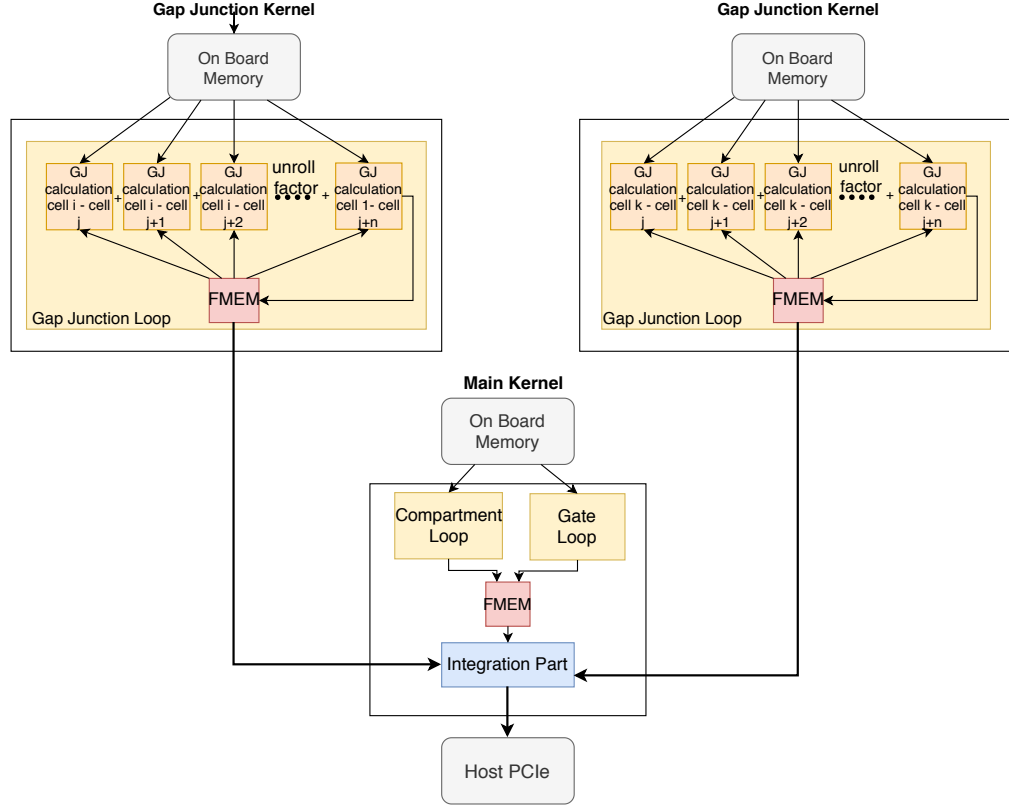 Gap Junction Kernel
On Board
Memory
GJ
calculation
cell i - cell
j
+
GJ
calculation
cell i - cell
j+1
+
GJ
calculation
cell i - cell
j+2
unroll
factor
+
GJ
calculation
cell 1- cell
j+n
FMEM
Gap Junction Loop
Gap Junction Kernel
On Board
Memory
GJ
calculation
cell k - cell
j
+
GJ
calculation
cell k - cell
j+1
+
GJ
calculation
cell k - cell
j+2
unroll
factor
+
GJ
calculation
cell k - cell
j+n
FMEM
Gap Junction Loop
Main Kernel
On Board
Memory
Compartment
Loop
Gate
Loop
FMEM
Integration Part
Host PCIe